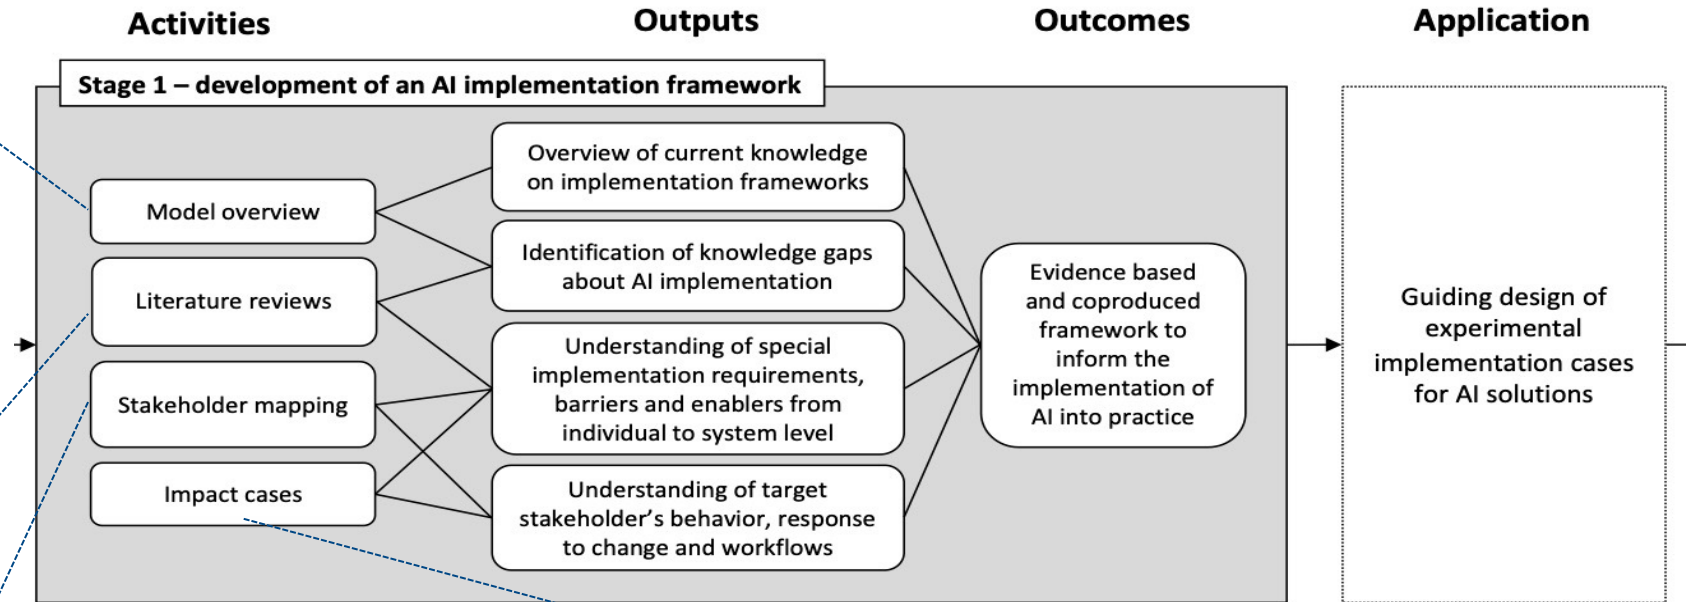 Activities
Outputs
Outcomes
Application
Stage 1 – development of an AI implementation framework
Model overview
Literature reviews
Stakeholder mapping
Impact cases
Overview of current knowledge
on implementation frameworks
Identification of knowledge gaps
about AI implementation
Understanding of special
implementation requirements,
barriers and enablers from
individual to system level
Understanding of target
stakeholder’s behavior, response
to change and workflows
Evidence based
and coproduced
framework to
inform the
implementation of
AI into practice
Guiding design of
experimental
implementation cases
for AI solutions